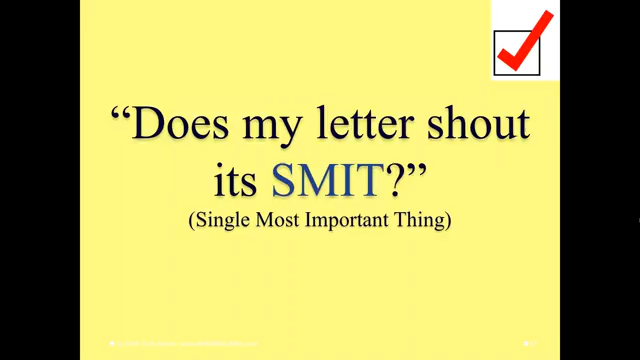 “Does my letter shout
its SMIT?”
(Single Most Important Thing)